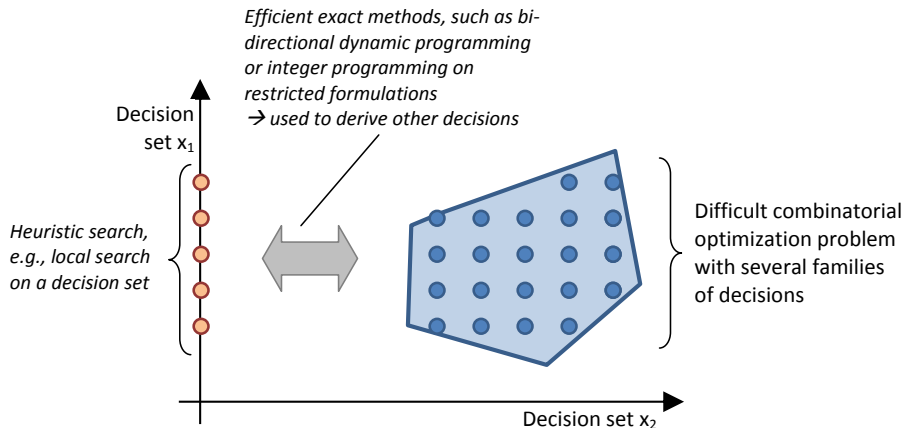 Efficient exact methods, such as bi-
directional dynamic programming
or integer programming on
restricted formulations
→ used to derive other decisions
Decision
set x₁
Heuristic search,
e.g., local search
on a decision set
Difficult combinatorial
optimization problem
with several families
of decisions
Decision set x₂